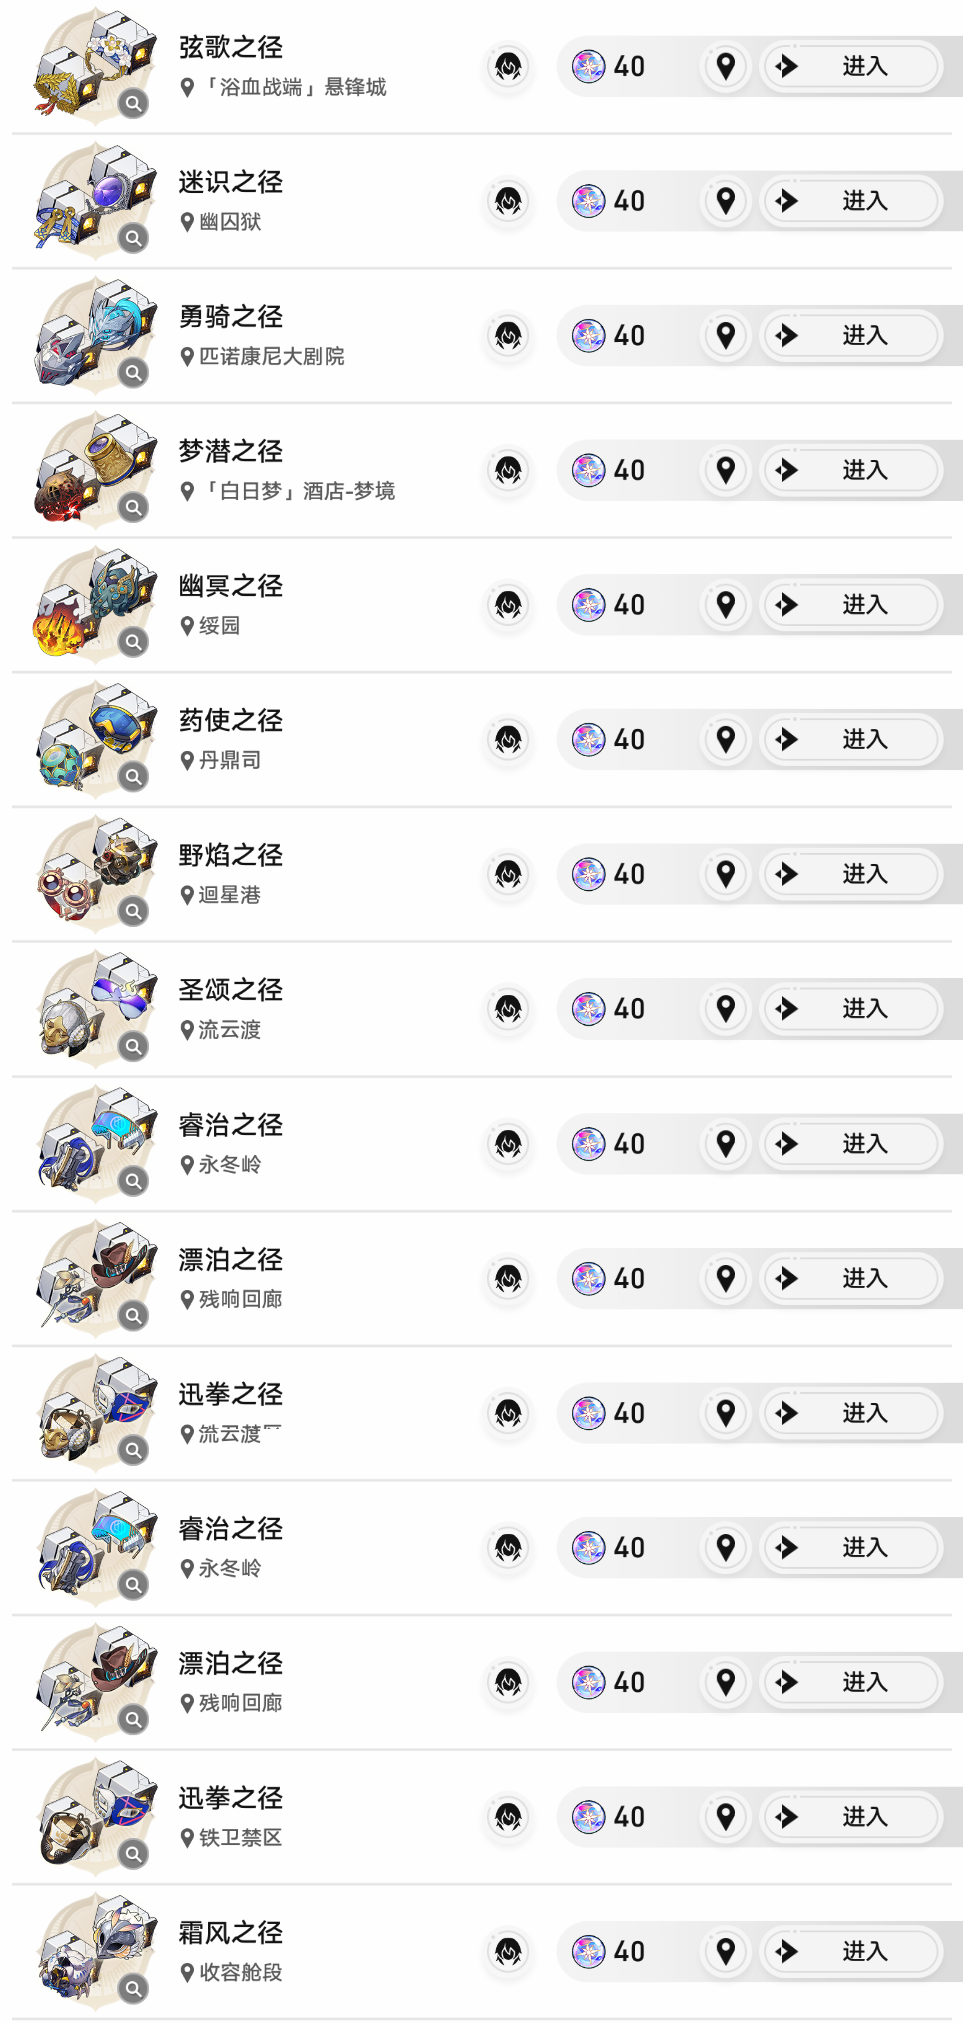 弦歌之径
「浴血战端」悬锋城
40
进入
迷识之径
幽囚狱
40
进入
勇骑之径
匹诺康尼大剧院
40
进入
梦潜之径
「白日梦」酒店-梦境
40
进入
幽冥之径
绥园
40
进入
药使之径
丹鼎司
40
进入
野焰之径
迴星港
40
进入
圣颂之径
流云渡
40
进入
睿治之径
永冬岭
40
进入
漂泊之径
残响回廊
40
进入
迅拳之径
40
进入
睿治之径
永冬岭
40
进入
漂泊之径
残响回廊
40
进入
迅拳之径
铁卫禁区
40
进入
霜风之径
收容舱段
40
进入